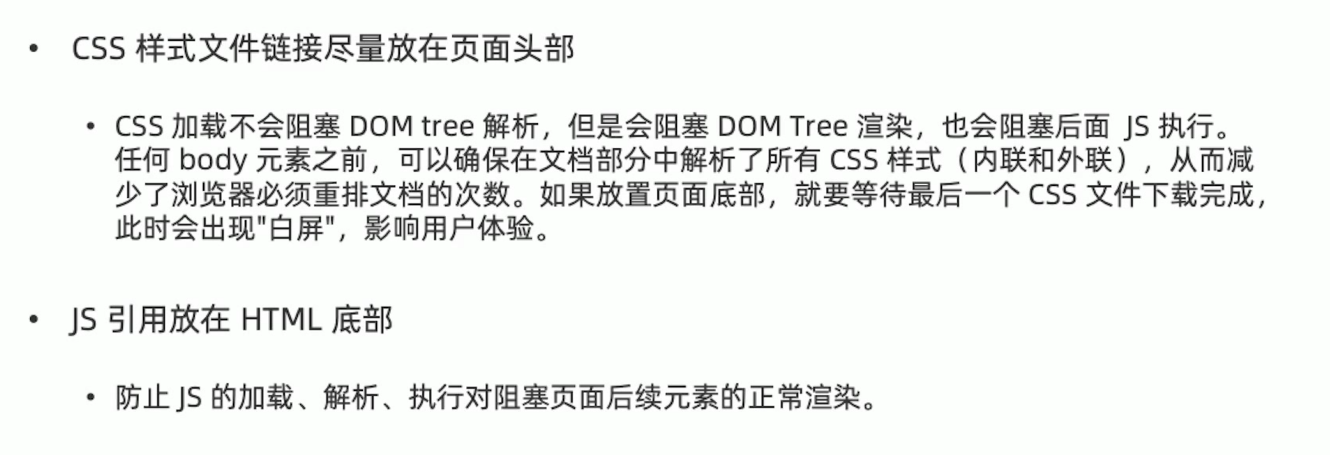 • CSS 样式文件链接尽量放在页面头部
• CSS 加载不会阻塞 DOM tree 解析，但是会阻塞 DOM Tree 渲染，也会阻塞后面 JS 执行。
任何 body 元素之前，可以确保在文档部分中解析了所有 CSS 样式（内联和外联），从而减
少了浏览器必须重排文档的次数。如果放置页面底部，就要等待最后一个 CSS 文件下载完成，
此时会出现"白屏"，影响用户体验。
• JS 引用放在 HTML 底部
• 防止 JS 的加载、解析、执行对阻塞页面后续元素的正常渲染。